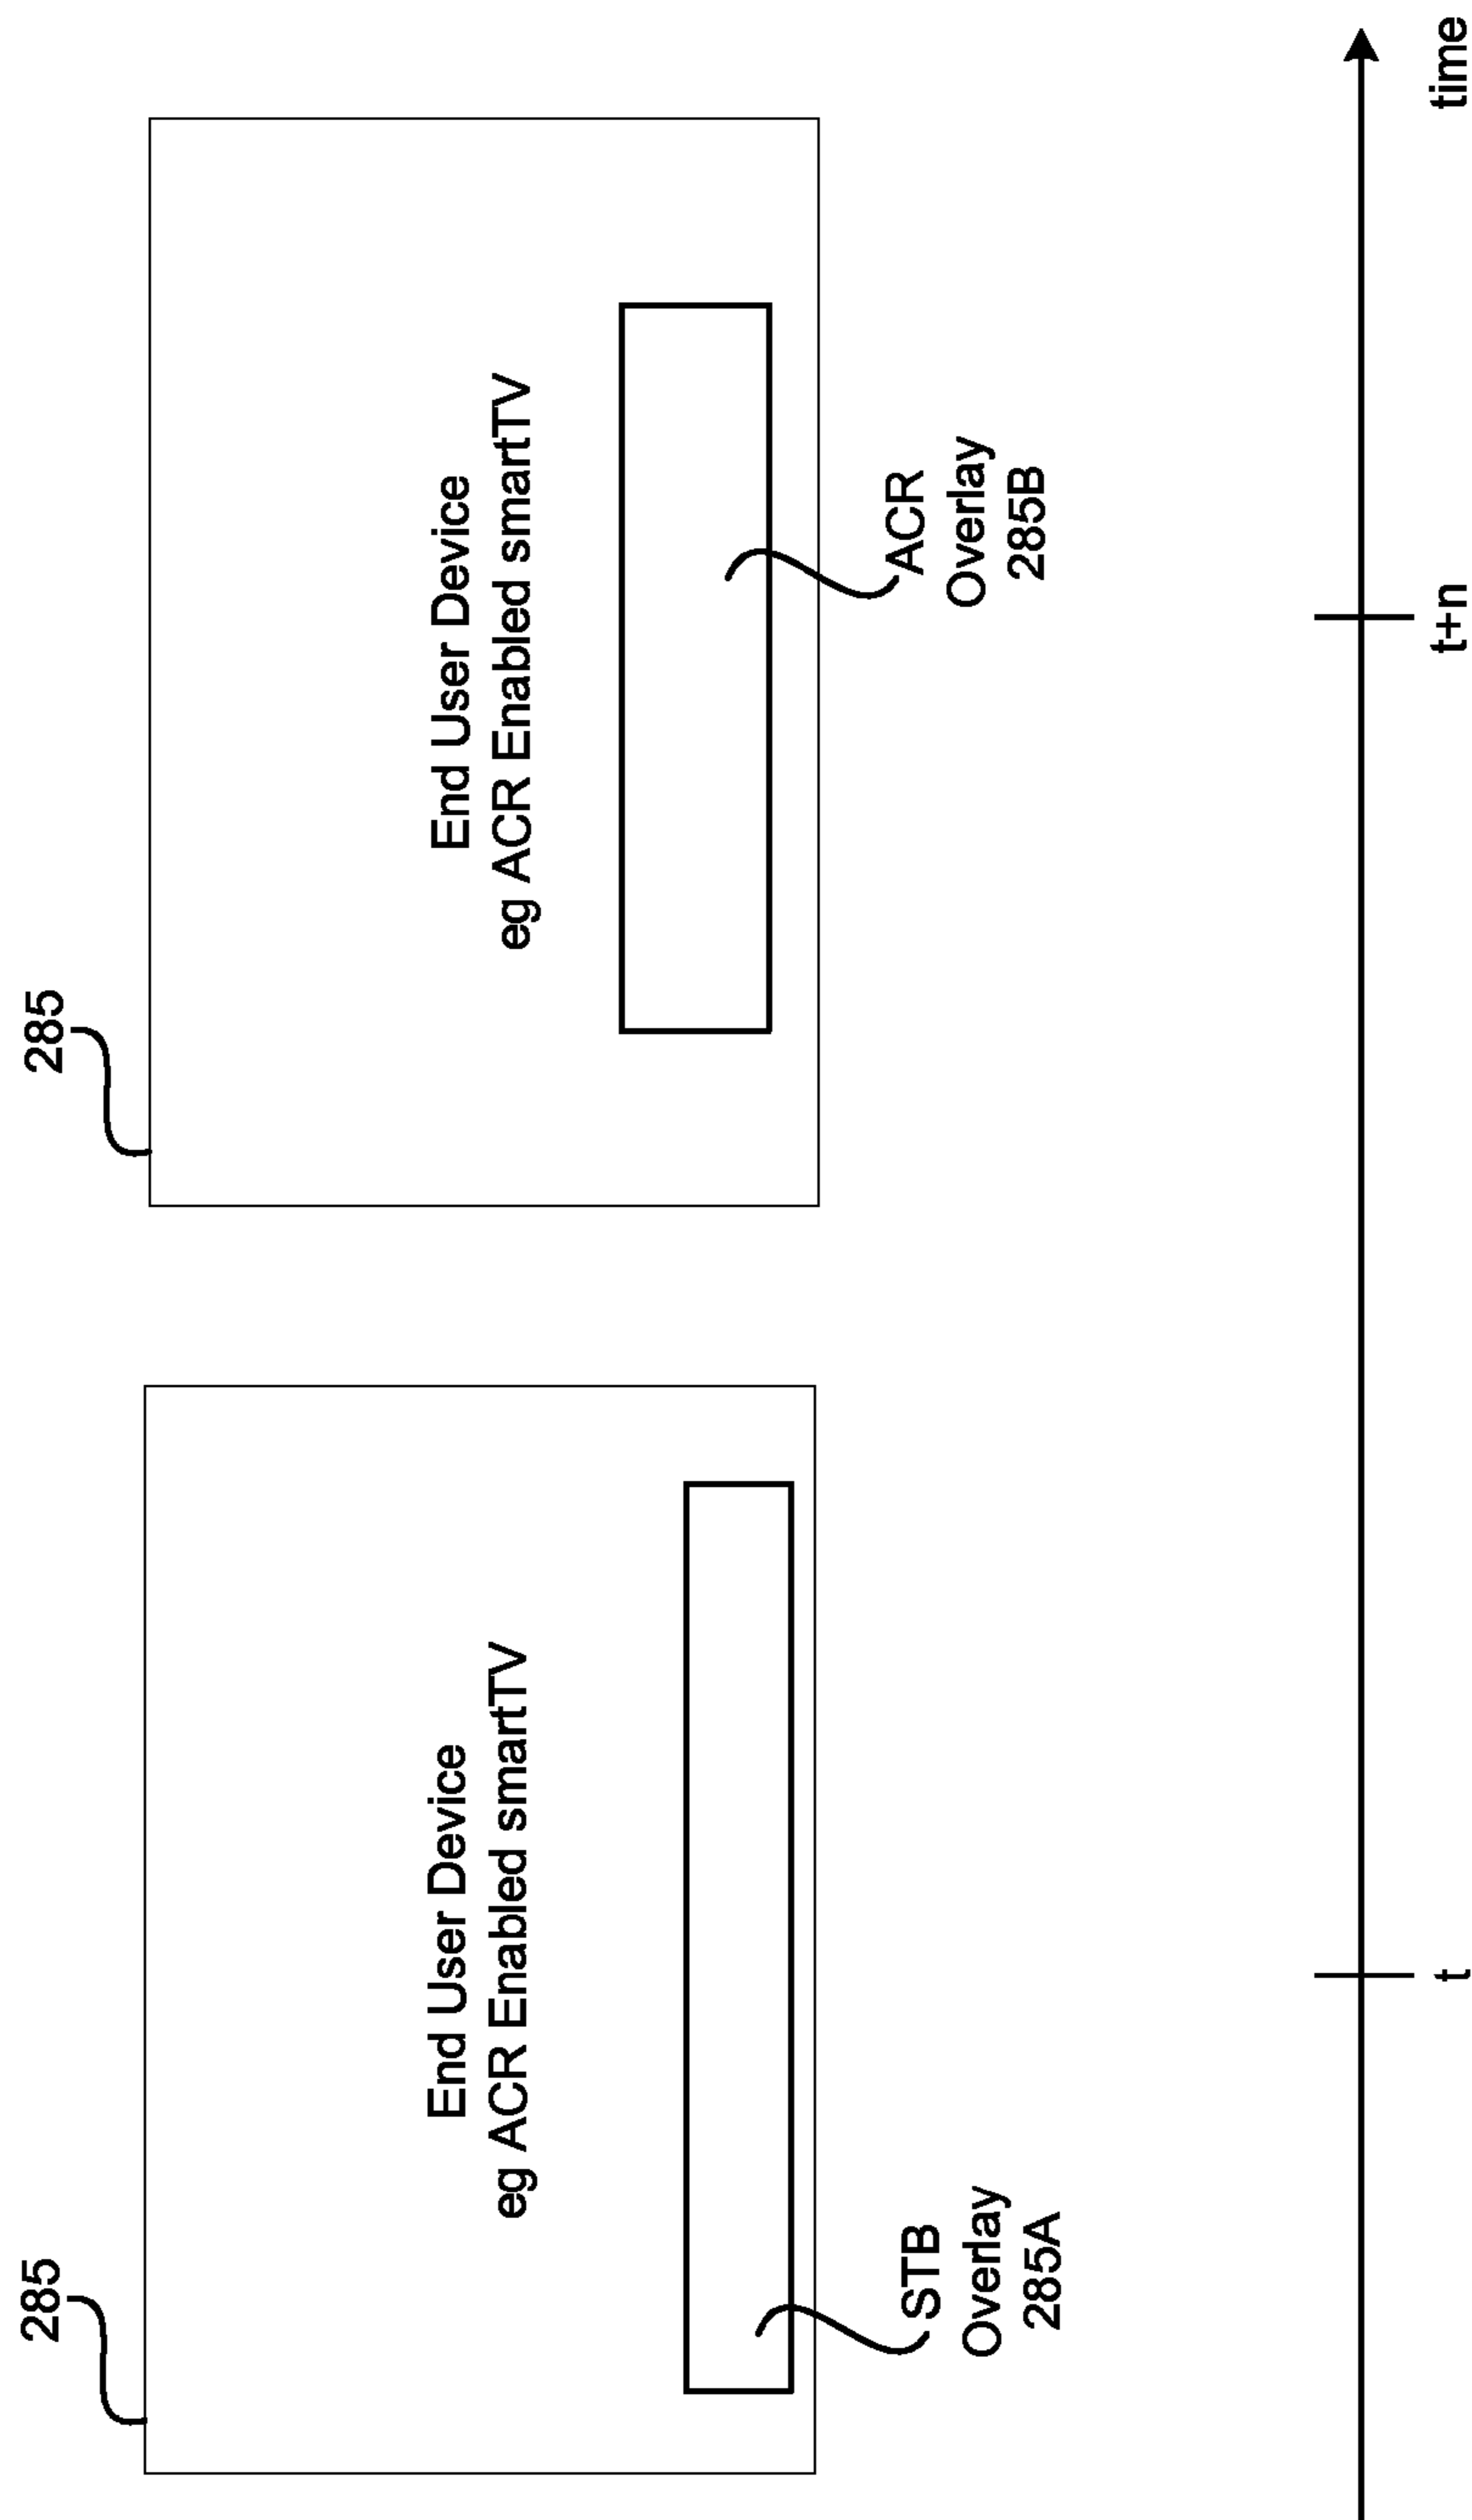 285
End User Device
eg ACR Enabled smartTV
STB
Overlay
285A
285
End User Device
eg ACR Enabled smartTV
ACR
Overlay
285B
t
t+n
time